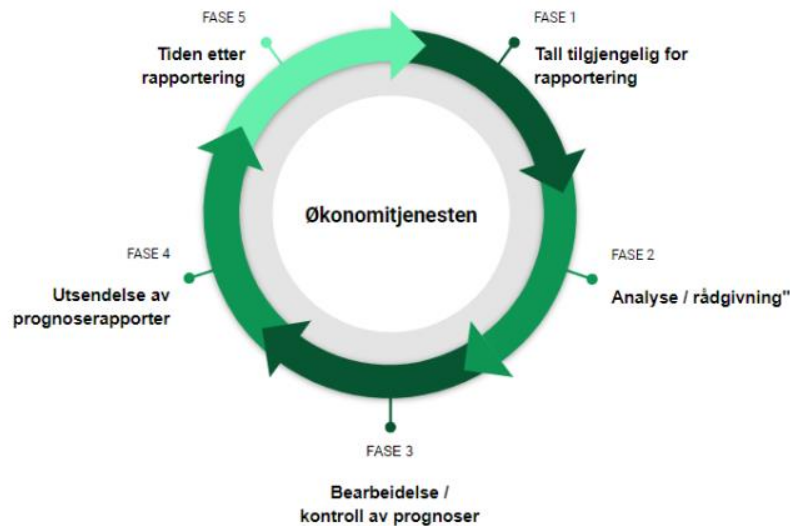 FASE 5
Tiden etter
rapportering
FASE 1
Tall tilgjengelig for
rapportering
Økonomitjenesten
FASE 4
Utsendelse av
prognoserapporter
FASE 2
Analyse / rådgivning"
FASE 3
Bearbeidelse /
kontroll av prognoser